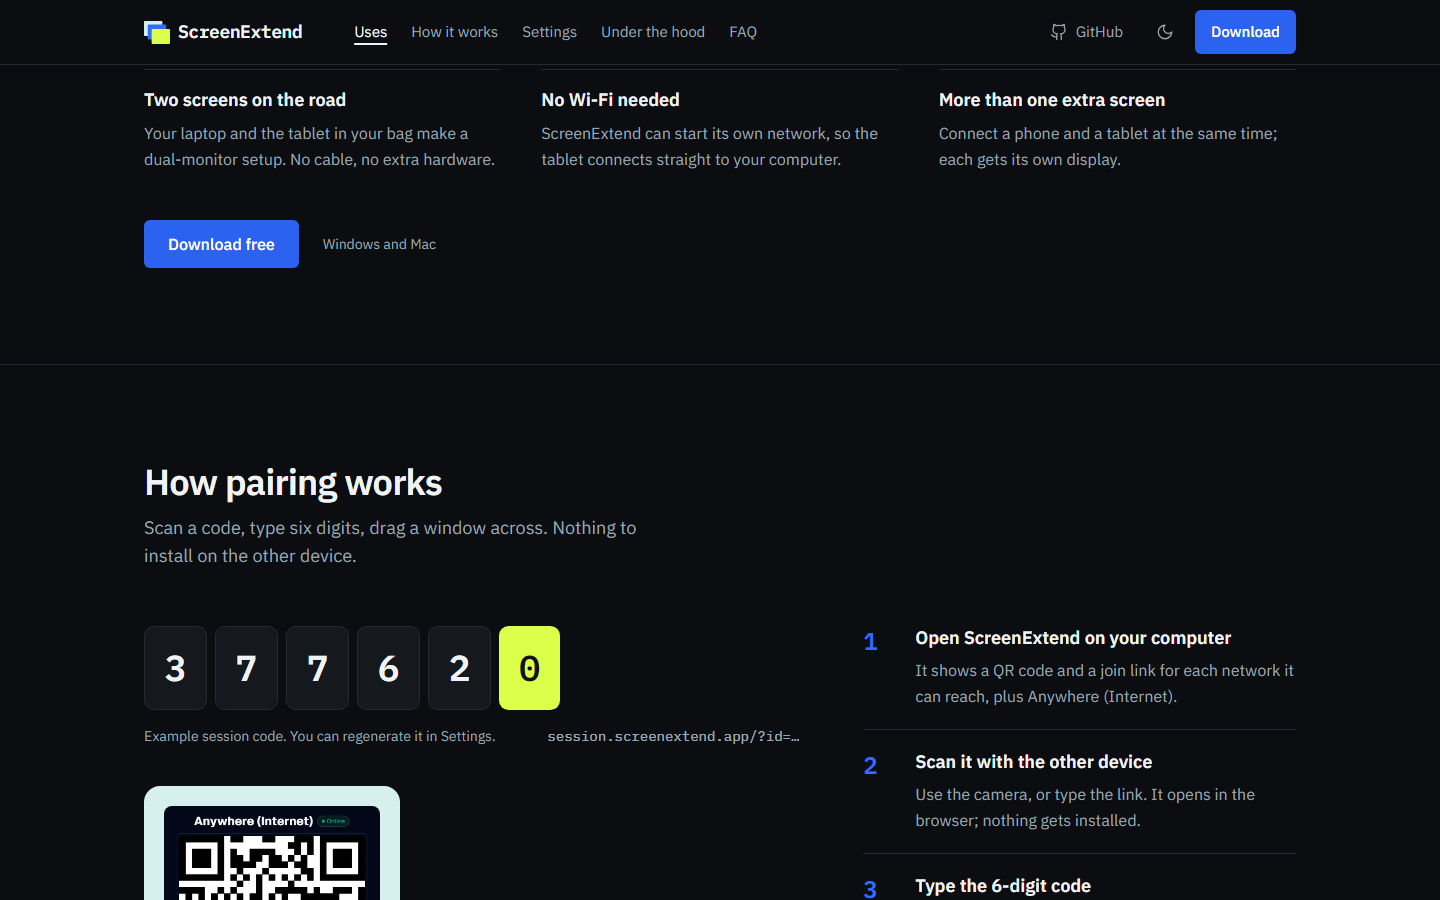 ScreenExtend
Uses
How it works
Settings
Under the hood
FAQ
GitHub
Download
Two screens on the road
Your laptop and the tablet in your bag make a
dual-monitor setup. No cable, no extra hardware.
No Wi-Fi needed
ScreenExtend can start its own network, so the
tablet connects straight to your computer.
More than one extra screen
Connect a phone and a tablet at the same time;
each gets its own display.
Download free
Windows and Mac
How pairing works
Scan a code, type six digits, drag a window across. Nothing to
install on the other device.
3 7 7 6 2 0
Example session code. You can regenerate it in Settings.
session.screenextend.app/?id=…
Anywhere (Internet)
Online
1
Open ScreenExtend on your computer
It shows a QR code and a join link for each network it
can reach, plus Anywhere (Internet).
2
Scan it with the other device
Use the camera, or type the link. It opens in the
browser; nothing gets installed.
3
Type the 6-digit code